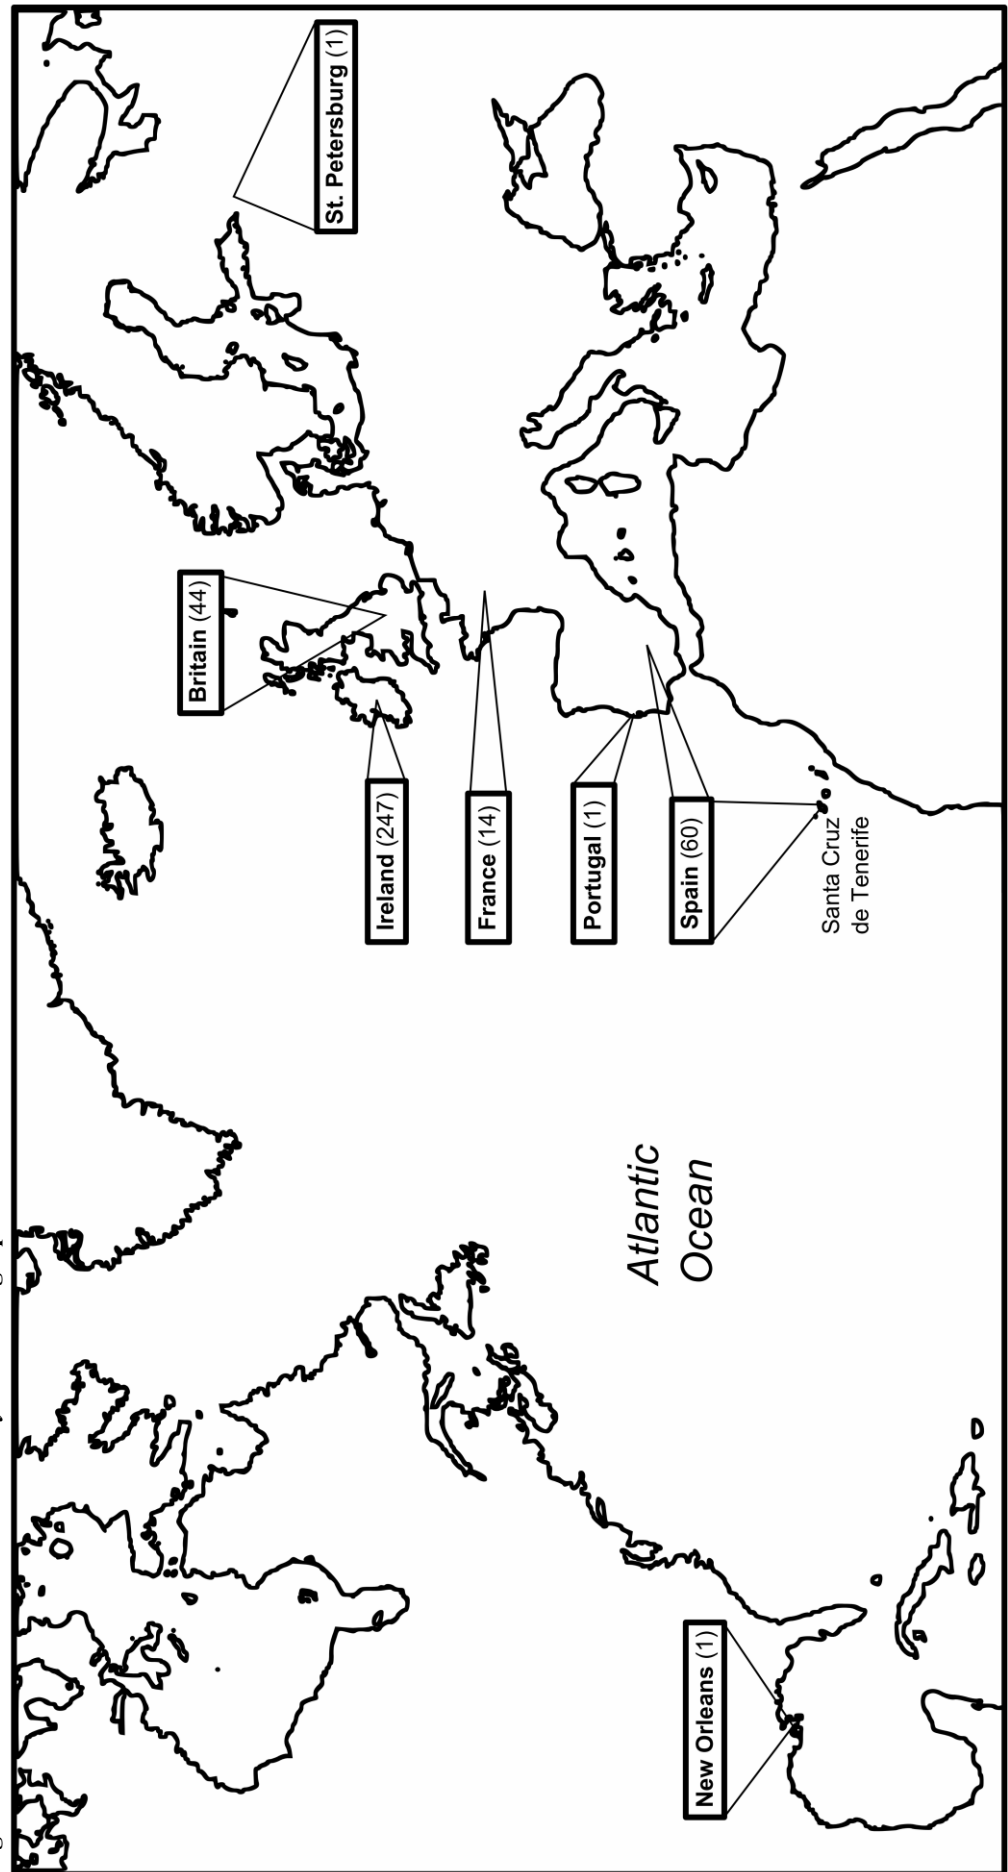 St. Petersburg (1)
Britain (44)
Ireland (247)
France (14)
Portugal (1)
Spain (60)
Santa Cruz
de Tenerife
Atlantic
Ocean
New Orleans (1)